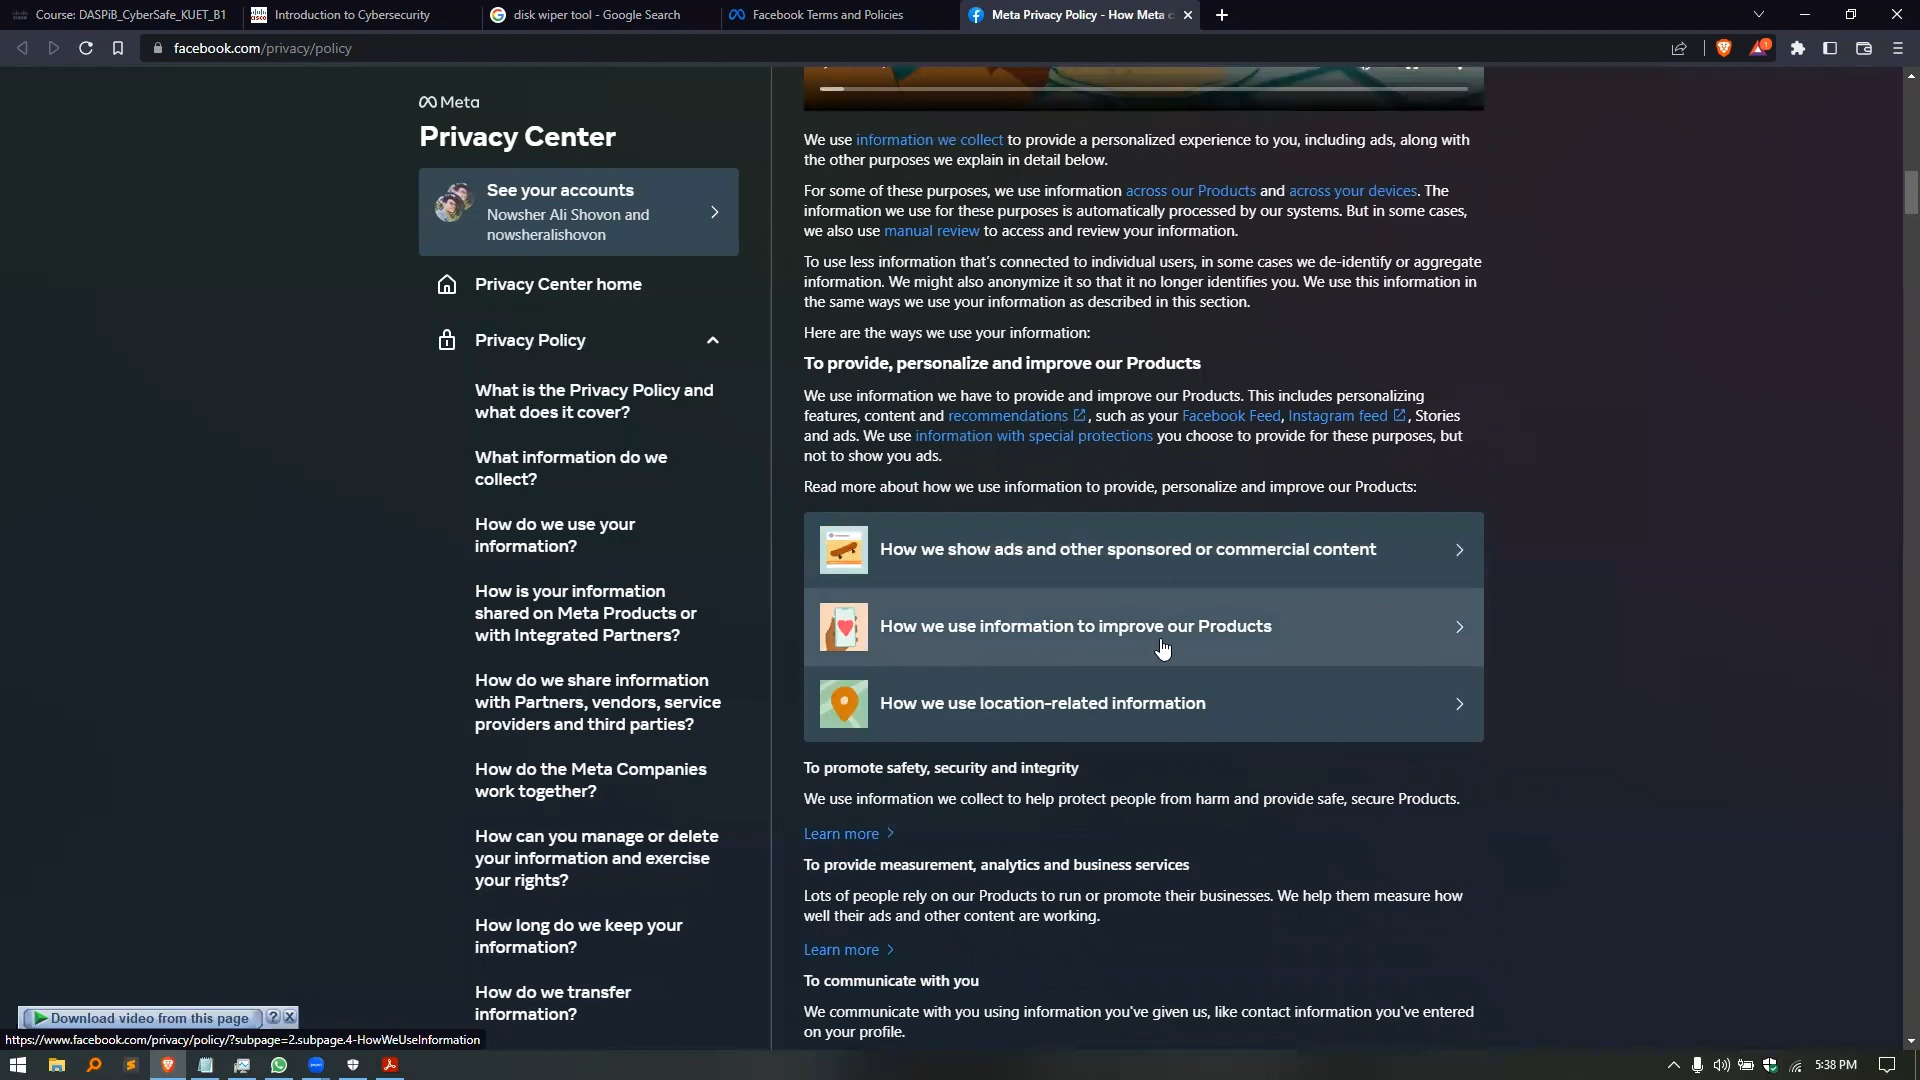 Course: DASPiB_CyberSafe_KUET_B1
Introduction to Cybersecurity
disk wiper tool - Google Search
Facebook Terms and Policies
Meta Privacy Policy - How Meta c
facebook.com/privacy/policy
1
Meta
Privacy Center
See your accounts
Nowsher Ali Shovon and
nowsheralishovon
Privacy Center home
Privacy Policy
What is the Privacy Policy and
what does it cover?
What information do we
collect?
How do we use your
information?
How is your information
shared on Meta Products or
with Integrated Partners?
How do we share information
with Partners, vendors, service
providers and third parties?
How do the Meta Companies
work together?
How can you manage or delete
your information and exercise
your rights?
How long do we keep your
information?
How do we transfer
information?
We use information we collect to provide a personalized experience to you, including ads, along with
the other purposes we explain in detail below.
For some of these purposes, we use information across our Products and across your devices. The
information we use for these purposes is automatically processed by our systems. But in some cases,
we also use manual review to access and review your information.
To use less information that's connected to individual users, in some cases we de-identify or aggregate
information. We might also anonymize it so that it no longer identifies you. We use this information in
the same ways we use your information as described in this section.
Here are the ways we use your information:
To provide, personalize and improve our Products
We use information we have to provide and improve our Products. This includes personalizing
features, content and recommendations , such as your Facebook Feed, Instagram feed , Stories
and ads. We use information with special protections you choose to provide for these purposes, but
not to show you ads.
Read more about how we use information to provide, personalize and improve our Products:
How we show ads and other sponsored or commercial content
How we use information to improve our Products
How we use location-related information
To promote safety, security and integrity
We use information we collect to help protect people from harm and provide safe, secure Products.
Learn more
To provide measurement, analytics and business services
Lots of people rely on our Products to run or promote their businesses. We help them measure how
well their ads and other content are working.
Learn more
To communicate with you
We communicate with you using information you've given us, like contact information you've entered
on your profile.
Download video from this page
https://www.facebook.com/privacy/policy/?subpage=2.subpage.4-HowWeUseInformation
5:38 PM